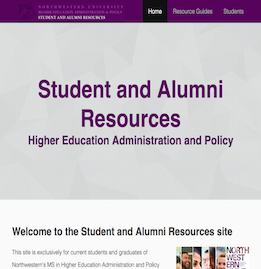 NORTHWESTERN UNIVERSITY
HIGHER EDUCATION ADMINISTRATION & POLICY
STUDENT AND ALUMNI RESOURCES
Home Resource Guides Students
Student and Alumni
Resources
Higher Education Administration and Policy
Welcome to the Student and Alumni Resources site
This site is exclusively for current students and graduates of
Northwestern's MS in Higher Education Administration and Policy
NORTH
WEST
ERN